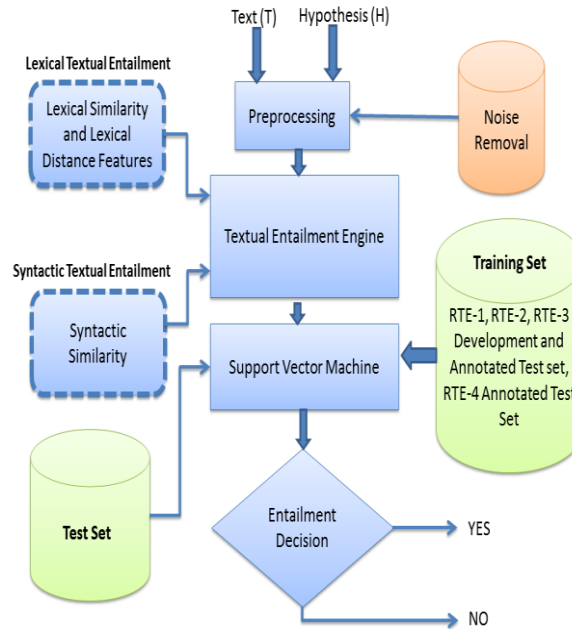 Text (T)
Hypothesis (H)
Lexical Textual Entailment
Lexical Similarity
and Lexical
Distance Features
Preprocessing
Noise
Removal
Textual Entailment Engine
Training Set
RTE-1, RTE-2, RTE-3
Development and
Annotated Test set,
RTE-4 Annotated Test
Set
Syntactic Textual Entailment
Syntactic
Similarity
Support Vector Machine
Test Set
Entailment
Decision
YES
NO